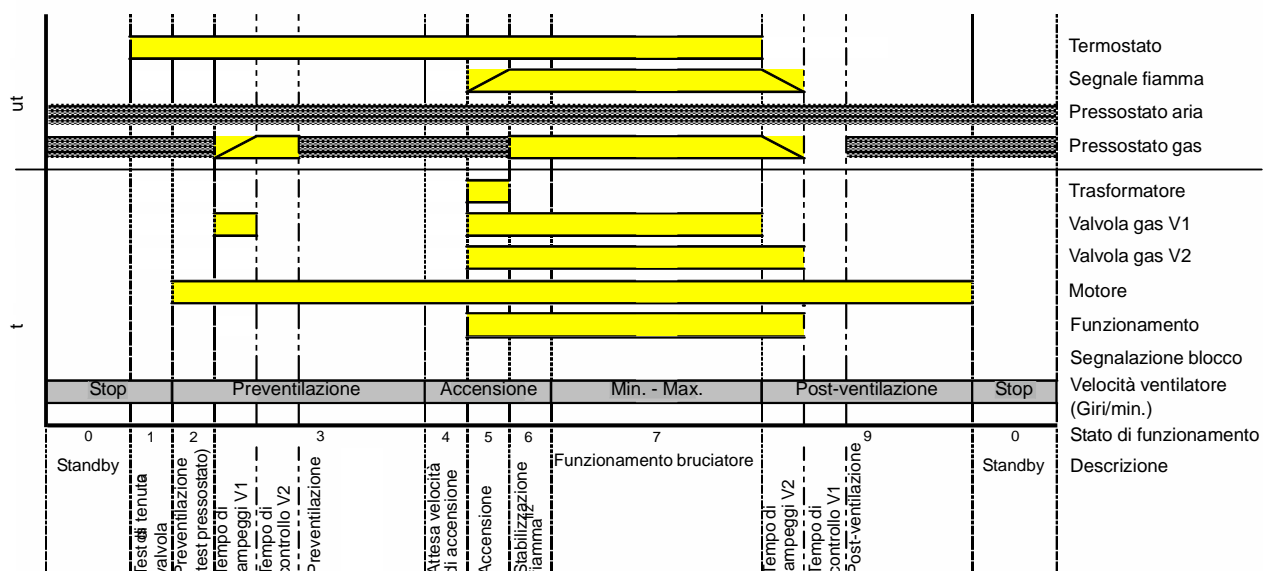 ut
Termostato
Segnale fiamma
Pressostato aria
Pressostato gas
t
Trasformatore
Valvola gas V1
Valvola gas V2
Motore
Funzionamento
Segnalazione blocco
Stop
Preventilazione
Accensione
Min. - Max.
Post-ventilazione
Stop
Velocità ventilatore
(Giri/min.)
0
1
2
3
4
5
6
7
9
0
Stato di funzionamento
Standby
Test di tenuta
valvola
Preventilazione
test pressostato)
Tempo di
ampeggi V1
Tempo di
controllo V2
Preventilazione
Attesa velocità
di accensione
Accensione
Stabilizzazione
fiamma
Funzionamento bruciatore
Tempo di
ampeggi V2
Tempo di
controllo V1
Post-ventilazione
Standby
Descrizione